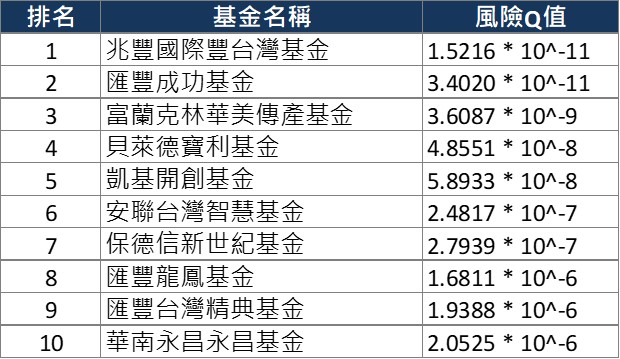 排名 基金名稱 風險Q值
1 兆豐國際豐台灣基金 1.5216 * 10^-11
2 匯豐成功基金 3.4020 * 10^-11
3 富蘭克林華美傳產基金 3.6087 * 10^-9
4 貝萊德寶利基金 4.8551 * 10^-8
5 凱基開創基金 5.8933 * 10^-8
6 安聯台灣智慧基金 2.4817 * 10^-7
7 保德信新世紀基金 2.7939 * 10^-7
8 匯豐龍鳳基金 1.6811 * 10^-6
9 匯豐台灣精典基金 1.9388 * 10^-6
10 華南永昌永昌基金 2.0525 * 10^-6